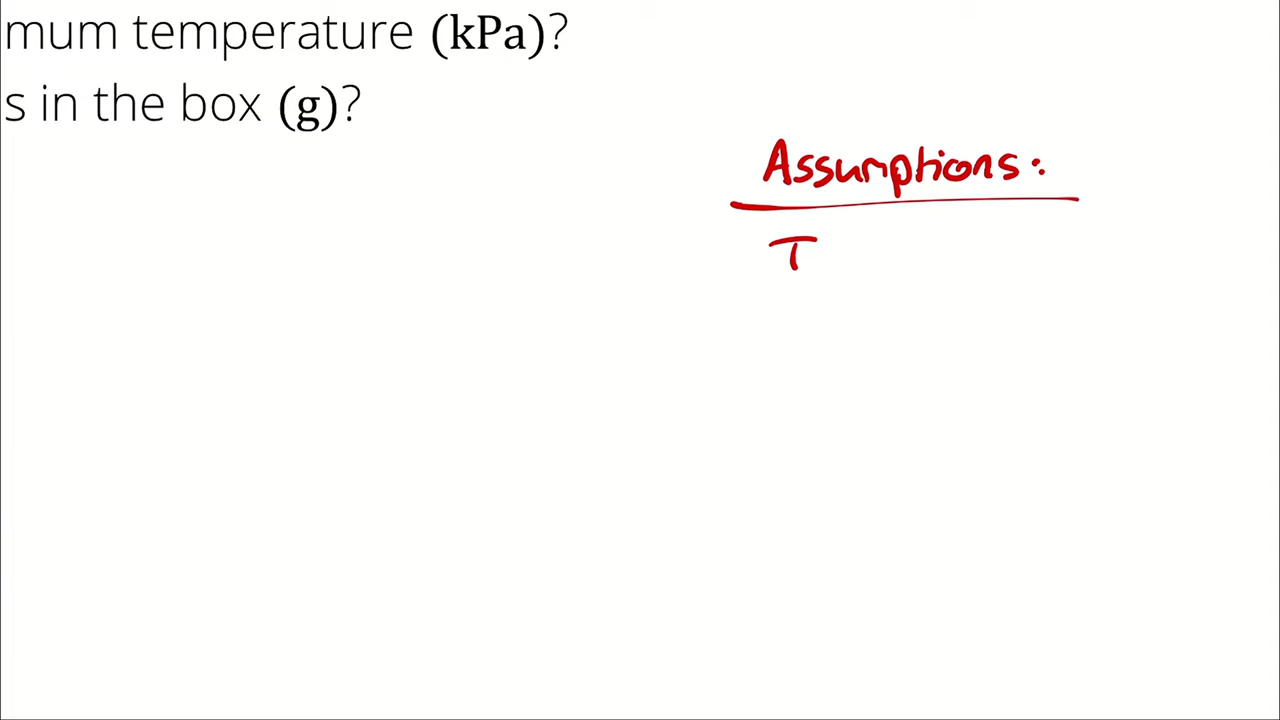 mum temperature (kPa)?
s in the box (g)?
Assumptions:
T